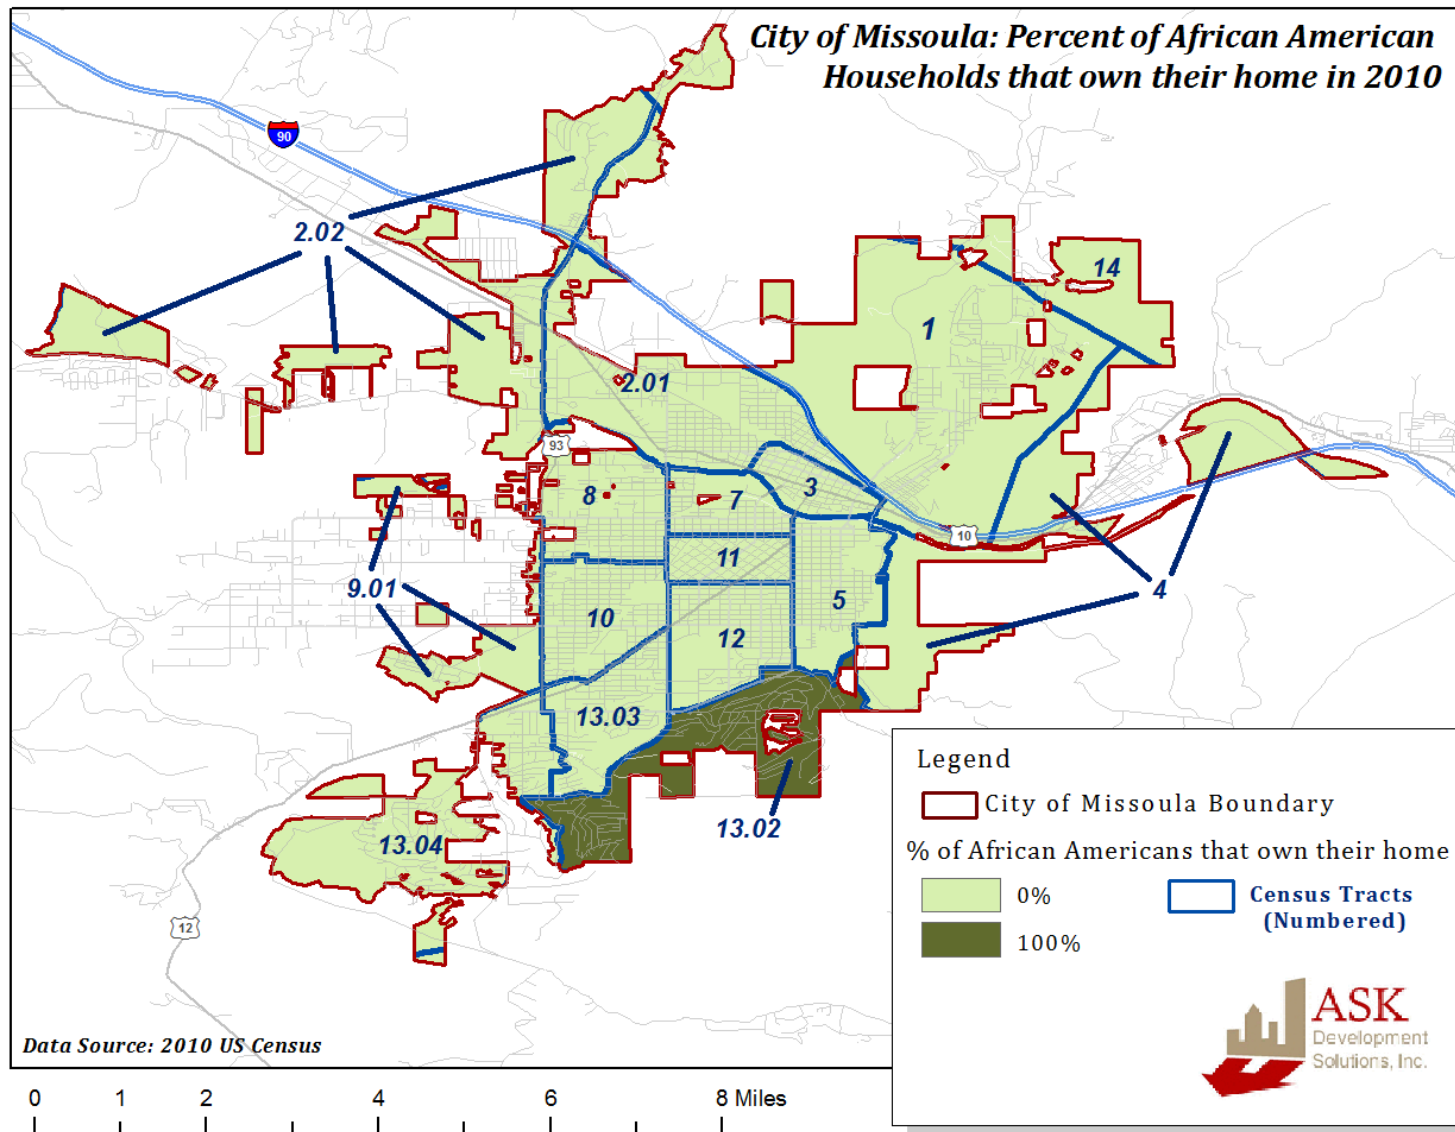 City of Missoula: Percent of African American
Households that own their home in 2010
90
2.02
14
1
2.01
93
8
7
3
10
11
9.01
4
5
10
12
13.03
13.02
13.04
12
Legend
City of Missoula Boundary
% of African Americans that own their home
0%
100%
Census Tracts
(Numbered)
ASK
Development
Solutions, Inc.
Data Source: 2010 US Census
0 1 2 4 6 8 Miles